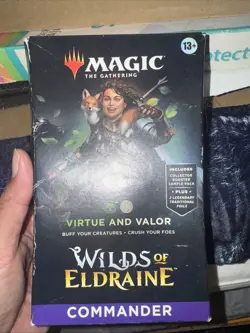 otect
MAGIC
THE GATHERING
13+
INCLUDES
COLLECTOR
BOOSTER
SAMPLE PACK
PLUS
2 LEGENDARY
TRADITIONAL
FOILS
VIRTUE AND VALOR
BUFF YOUR CREATURES • CRUSH YOUR FOES
WILDS OF
ELDRAINE
COMMANDER